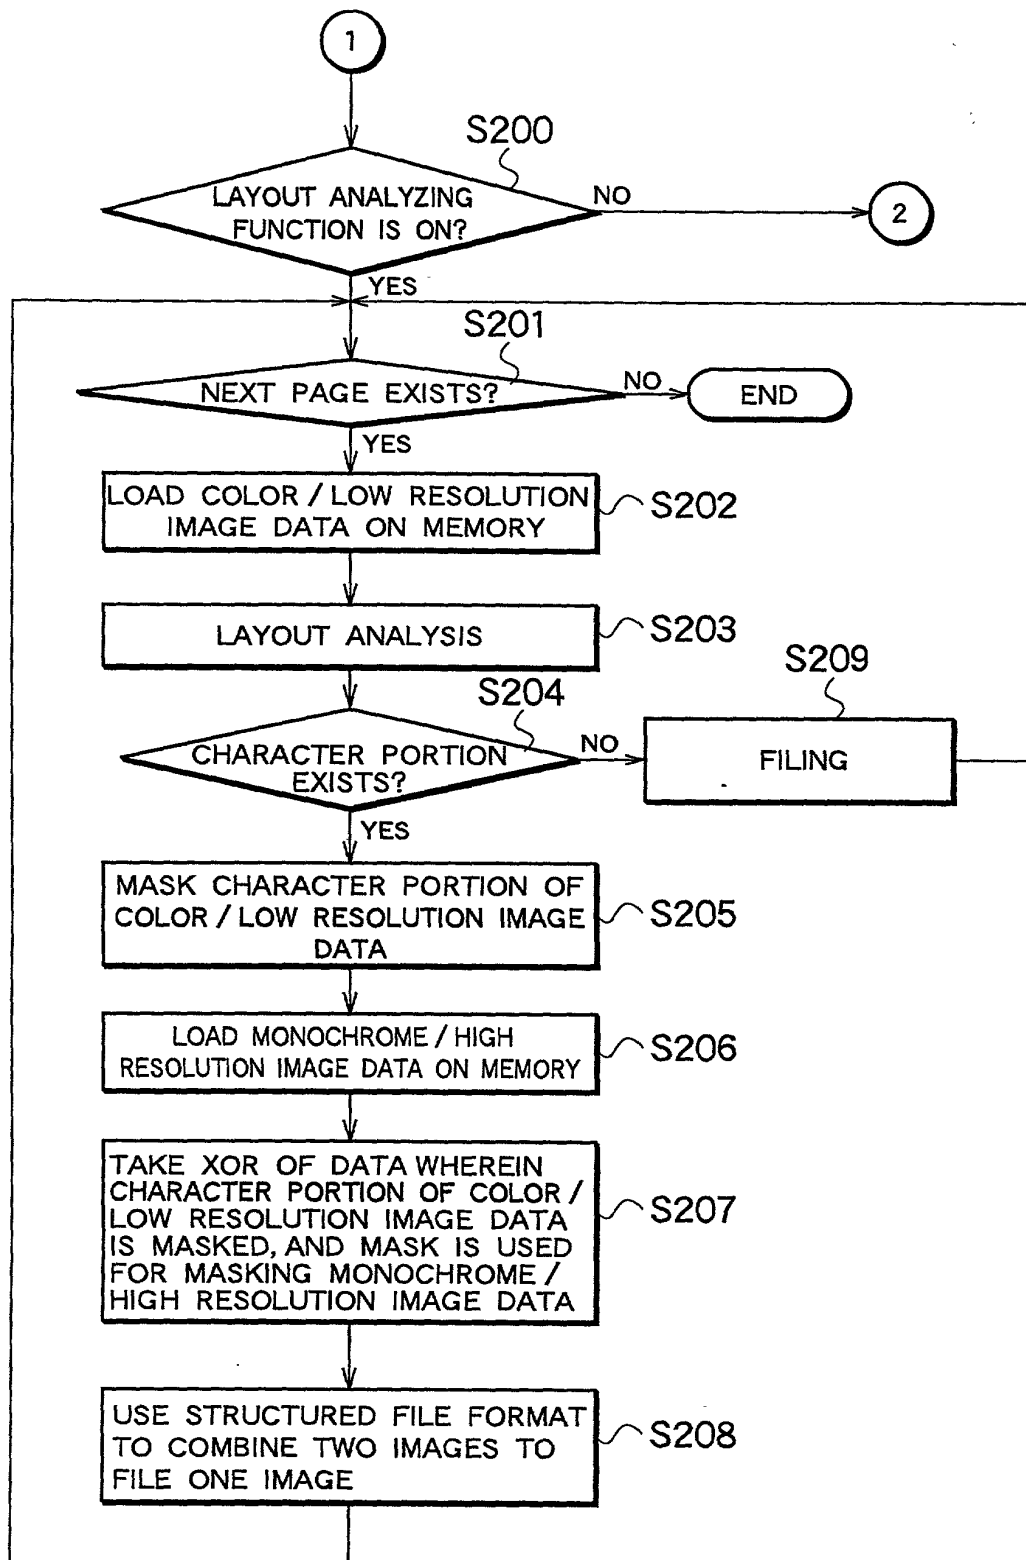 1
S200
LAYOUT ANALYZING
FUNCTION IS ON?
NO
2
YES
S201
NEXT PAGE EXISTS?
NO
END
YES
LOAD COLOR / LOW RESOLUTION
IMAGE DATA ON MEMORY
S202
LAYOUT ANALYSIS
S203
S204
S209
CHARACTER PORTION
EXISTS?
NO
FILING
YES
MASK CHARACTER PORTION OF
COLOR / LOW RESOLUTION IMAGE
DATA
S205
LOAD MONOCHROME / HIGH
RESOLUTION IMAGE DATA ON MEMORY
S206
TAKE XOR OF DATA WHEREIN
CHARACTER PORTION OF COLOR /
LOW RESOLUTION IMAGE DATA
IS MASKED, AND MASK IS USED
FOR MASKING MONOCHROME /
HIGH RESOLUTION IMAGE DATA
S207
USE STRUCTURED FILE FORMAT
TO COMBINE TWO IMAGES TO
FILE ONE IMAGE
S208